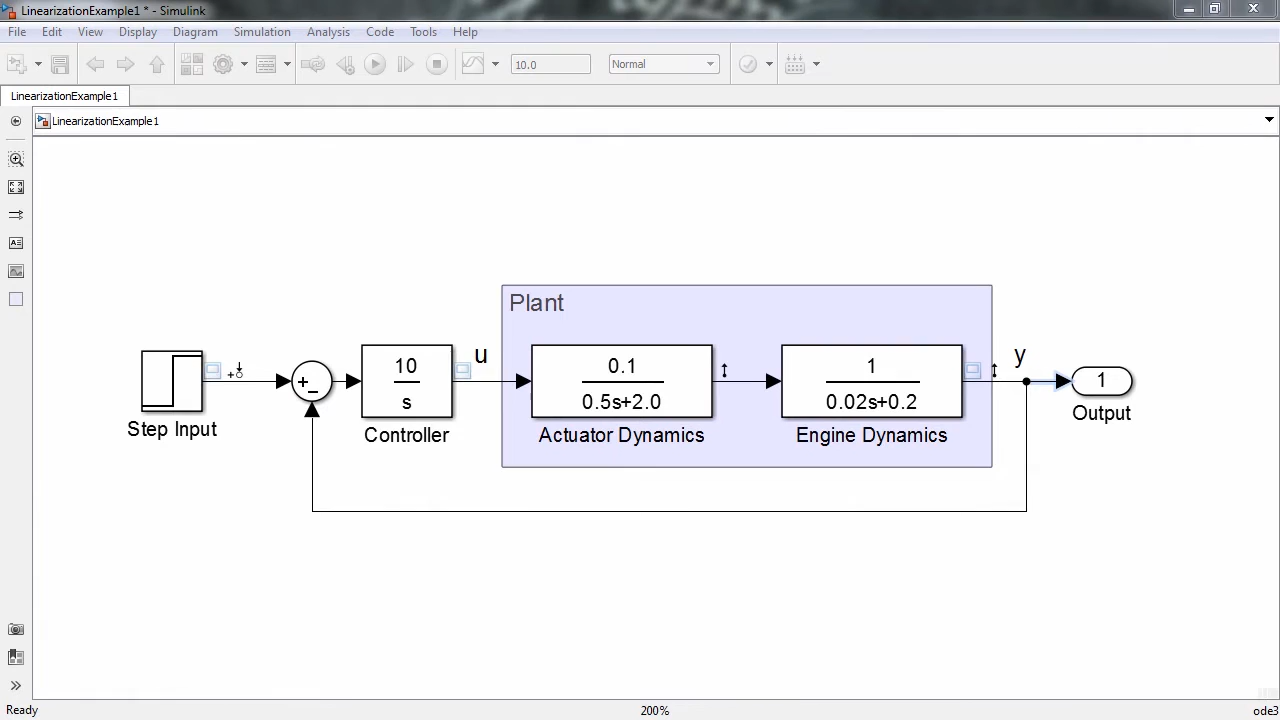 LinearizationExample1 * - Simulink
File Edit View Display Diagram Simulation Analysis Code Tools Help
10.0 Normal
LinearizationExample1
LinearizationExample1
Plant
u
y
10
s
0.1
0.5s+2.0
1
0.02s+0.2
1
Step Input
Controller
Actuator Dynamics
Engine Dynamics
Output
Ready 200% ode3